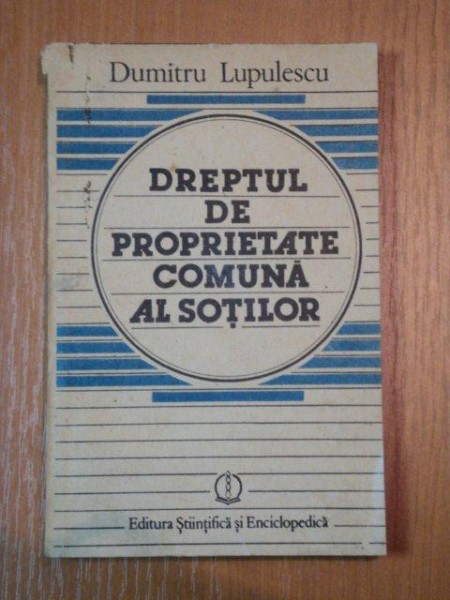 Dumitru Lupulescu
DREPTUL
DE
PROPRIETATE
COMUNĂ
AL SOȚILOR
Editura Științifică și Enciclopedică